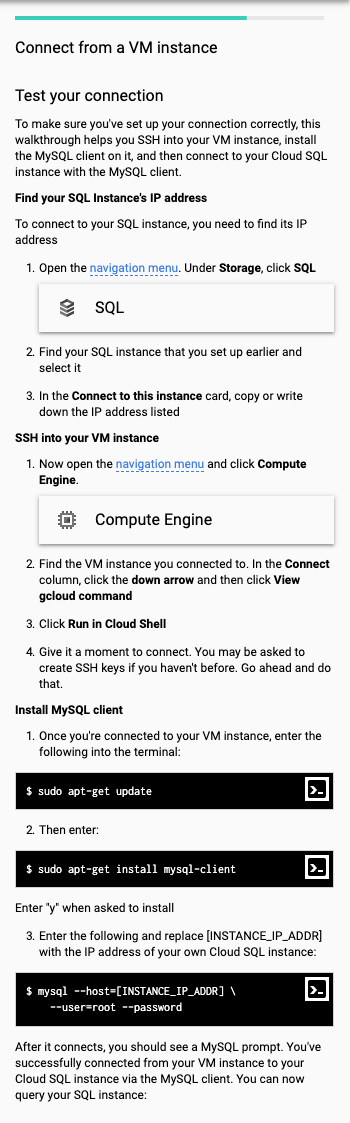 Connect from a VM instance
Test your connection
To make sure you've set up your connection correctly, this
walkthrough helps you SSH into your VM instance, install
the MySQL client on it, and then connect to your Cloud SQL
instance with the MySQL client.
Find your SQL Instance's IP address
To connect to your SQL instance, you need to find its IP
address
1. Open the navigation menu. Under Storage, click SQL
SQL
2. Find your SQL instance that you set up earlier and
select it
3. In the Connect to this instance card, copy or write
down the IP address listed
SSH into your VM instance
1. Now open the navigation menu and click Compute
Engine.
Compute Engine
2. Find the VM instance you connected to. In the Connect
column, click the down arrow and then click View
gcloud command
3. Click Run in Cloud Shell
4. Give it a moment to connect. You may be asked to
create SSH keys if you haven't before. Go ahead and do
that.
Install MySQL client
1. Once you're connected to your VM instance, enter the
following into the terminal:
$ sudo apt-get update
2. Then enter:
$ sudo apt-get install mysql-client
Enter "y" when asked to install
3. Enter the following and replace [INSTANCE_IP_ADDR]
with the IP address of your own Cloud SQL instance:
$ mysql --host=[INSTANCE_IP_ADDR] \
--user=root --password
After it connects, you should see a MySQL prompt. You've
successfully connected from your VM instance to your
Cloud SQL instance via the MySQL client. You can now
query your SQL instance: